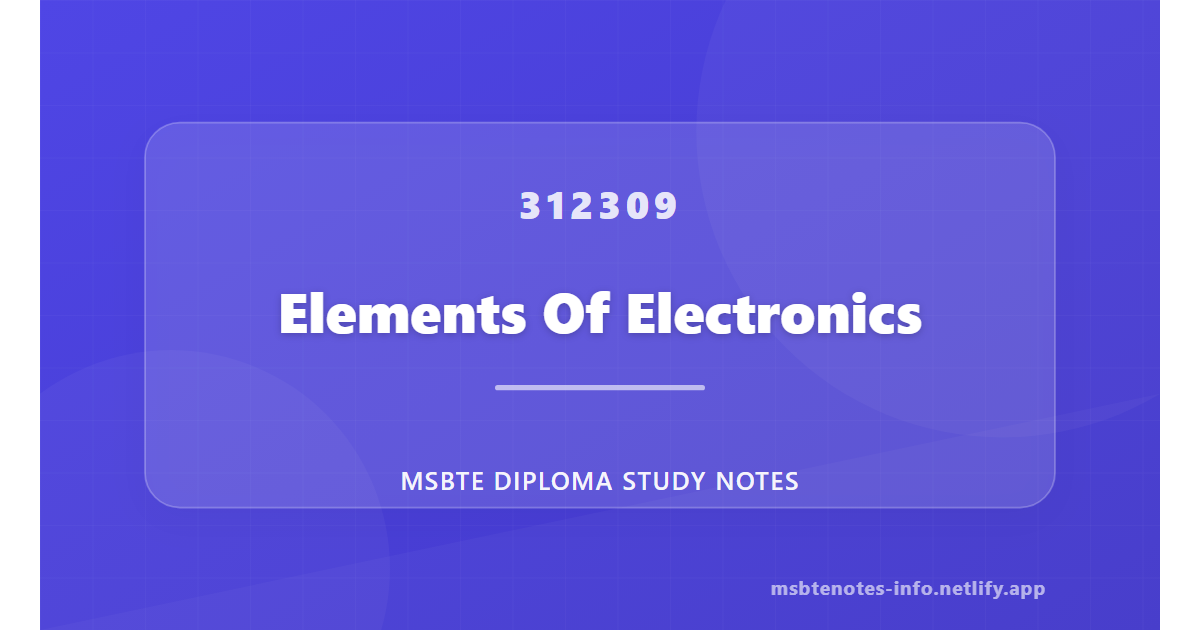 312309
Elements Of Electronics
MSBTE DIPLOMA STUDY NOTES
msbtenotes-info.netlify.app